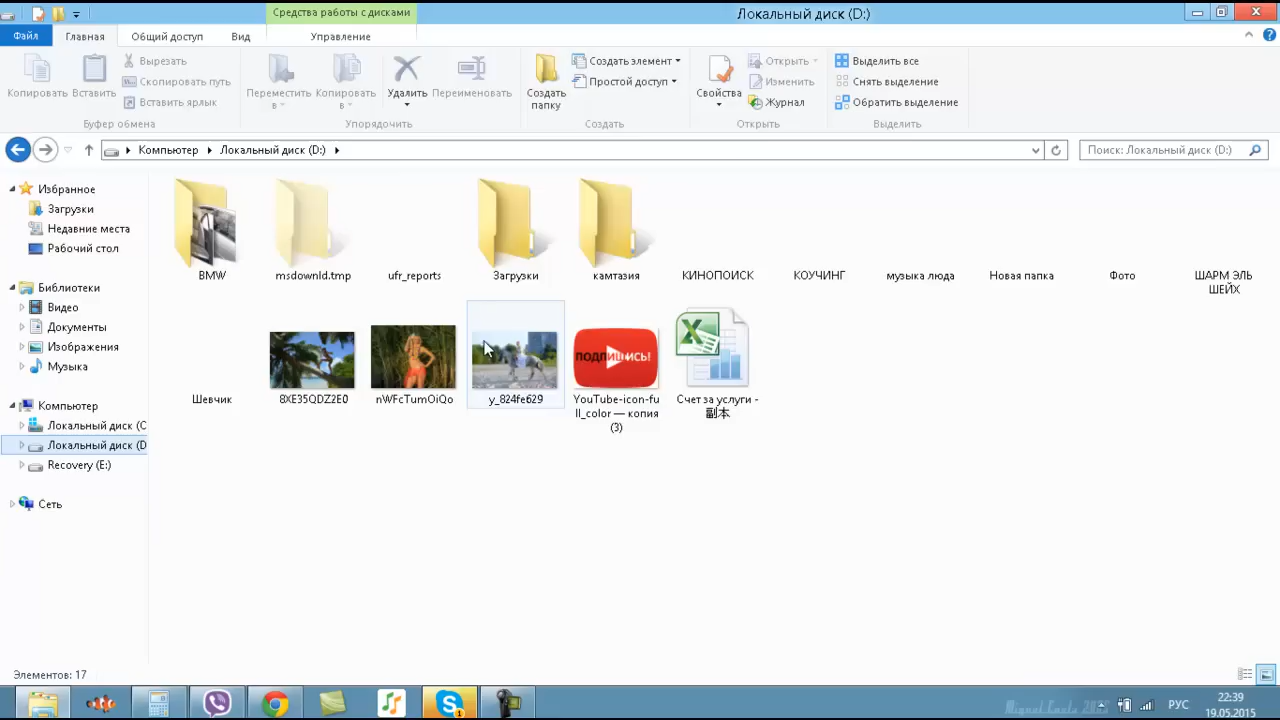 Средства работы с дисками
Локальный диск (D:)
Файл
Главная
Общий доступ
Вид
Управление
Копировать
Вставить
Вырезать
Скопировать путь
Вставить ярлык
Буфер обмена
Переместить в
Копировать в
Удалить
Переименовать
Упорядочить
Создать папку
Создать элемент
Простой доступ
Создать
Свойства
Открыть
Изменить
Журнал
Открыть
Выделить все
Снять выделение
Обратить выделение
Выделить
Компьютер
Локальный диск (D:)
Поиск: Локальный диск (D:)
Избранное
Загрузки
Недавние места
Рабочий стол
Библиотеки
Видео
Документы
Изображения
Музыка
Компьютер
Локальный диск (C
Локальный диск (D
Recovery (E:)
Сеть
BMW
msdownld.tmp
ufr_reports
Загрузки
камтазия
КИНОПОИСК
КОУЧИНГ
музыка люда
Новая папка
Фото
ШАРМ ЭЛЬ
ШЕЙХ
Шевчик
8XE35QDZ2E0
nWFcTumOiQo
y_824fe629
ПОДПИШИСЬ!
YouTube-icon-fu
ll_color — копия
(3)
Счет за услуги -
副本
Элементов: 17
РУС
22:39
19.05.2015